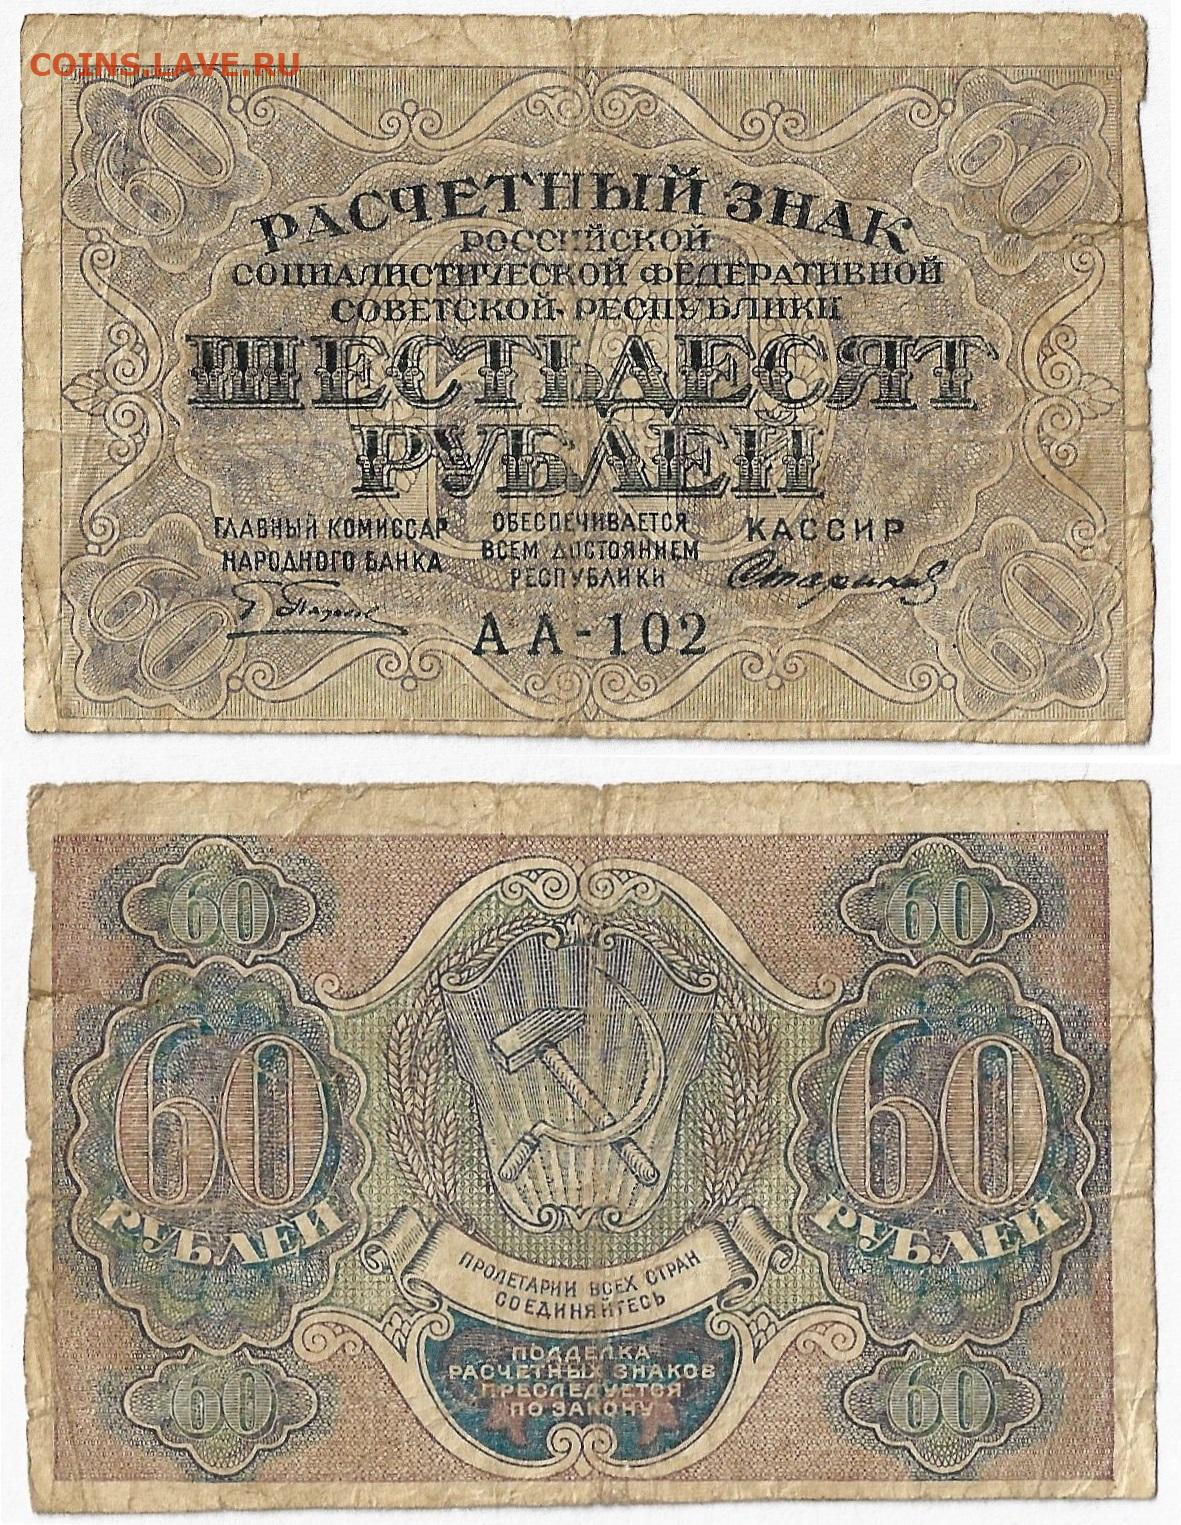 COINS.LAVE.RU
60 60
РАСЧЕТНЫЙ ЗНАК
РОССІЙСКОЙ
СОЦИАЛИСТИЧЕСКОЙ ФЕДЕРАТИВНОЙ
СОВЕТСКОЙ РЕСПУБЛИКИ
ШЕСТЬДЕСЯТ
РУБЛЕЙ
ГЛАВНЫЙ КОМИССАР
НАРОДНОГО БАНКА
ОБЕСПЕЧИВАЕТСЯ
ВСЕМ ДОСТОЯНИЕМ
РЕСПУБЛИКИ
КАССИР
60 60
АА-102
60 60
60 60
РУБЛЕЙ РУБЛЕЙ
ПРОЛЕТАРИИ ВСЕХ СТРАН
СОЕДИНЯЙТЕСЬ
ПОДДЕЛКА
РАСЧЕТНЫХ ЗНАКОВ
ПРЕСЛЕДУЕТСЯ
ПО ЗАКОНУ
60 60